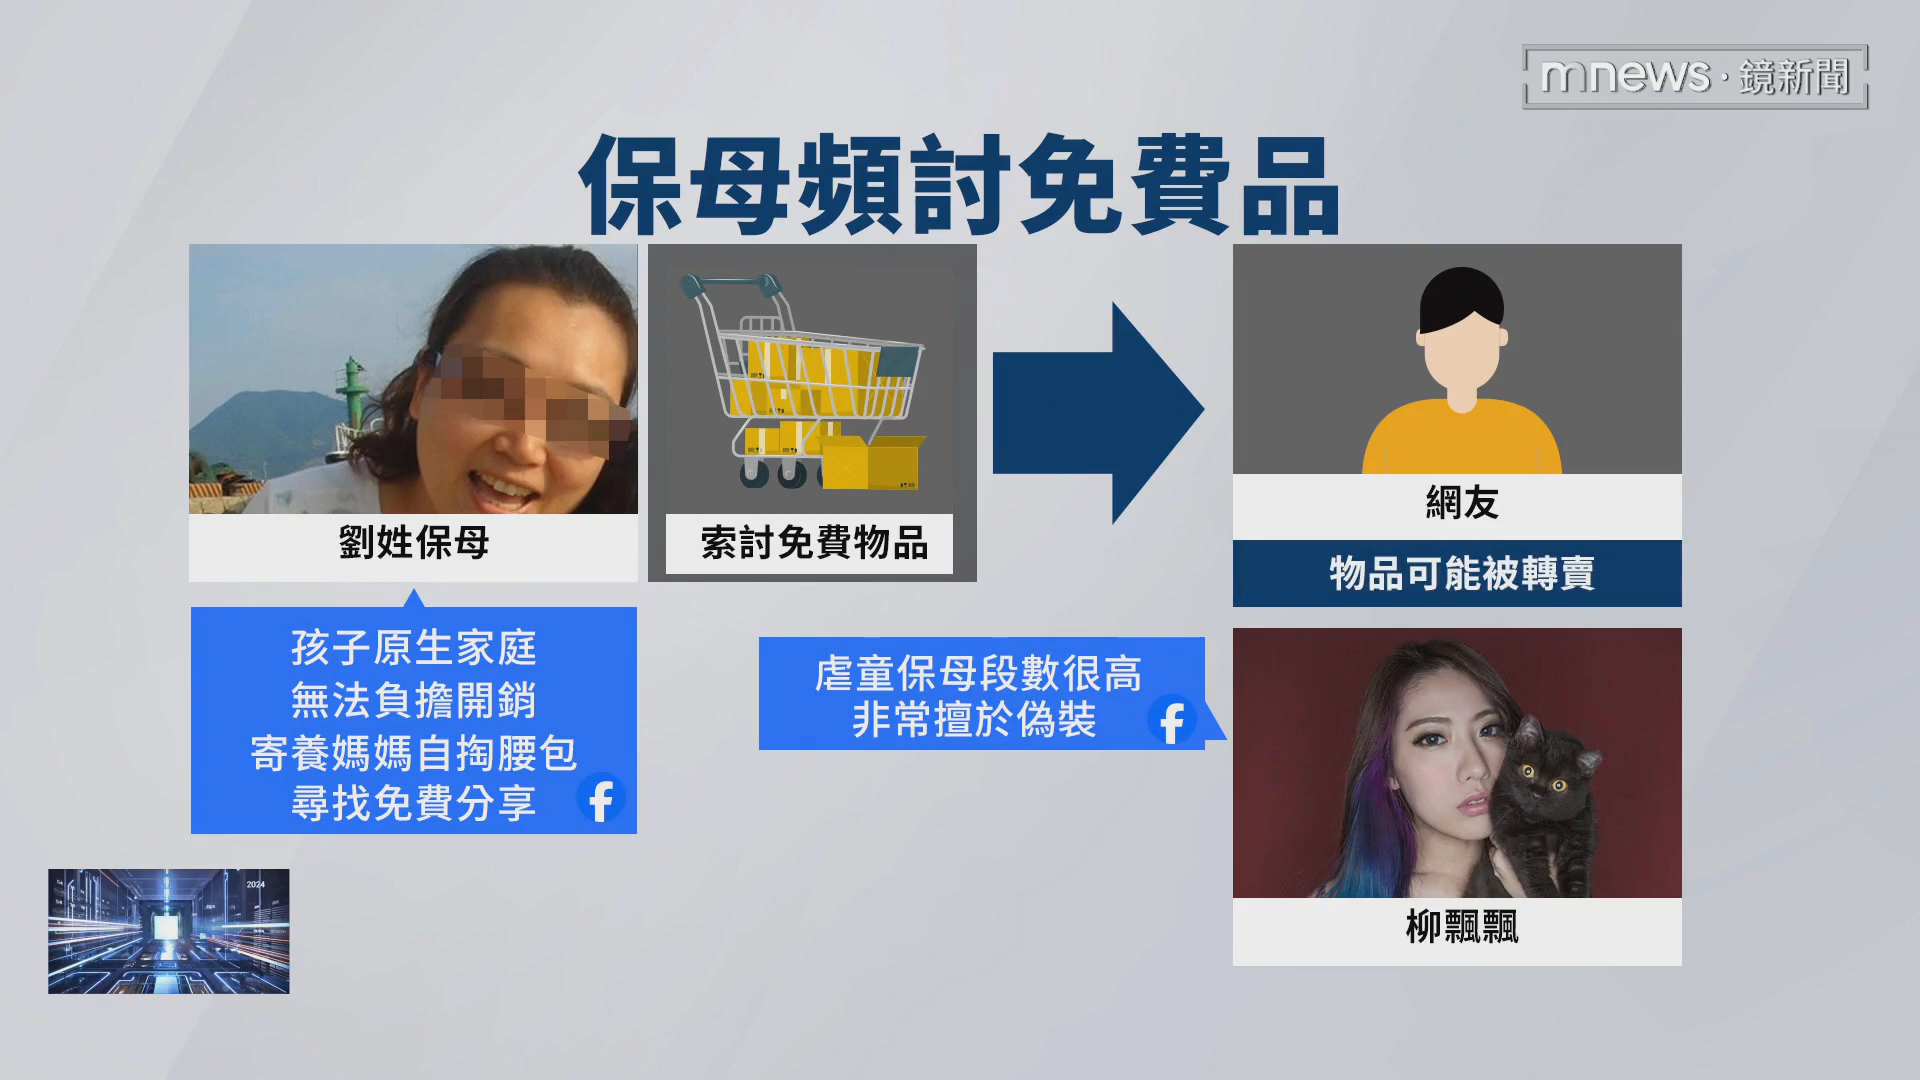 mnews·鏡新聞
保母頻討免費品
劉姓保母
索討免費物品
網友
物品可能被轉賣
孩子原生家庭
無法負擔開銷
寄養媽媽自掏腰包
尋找免費分享
虐童保母段數很高
非常擅於偽裝
柳飄飄
2024